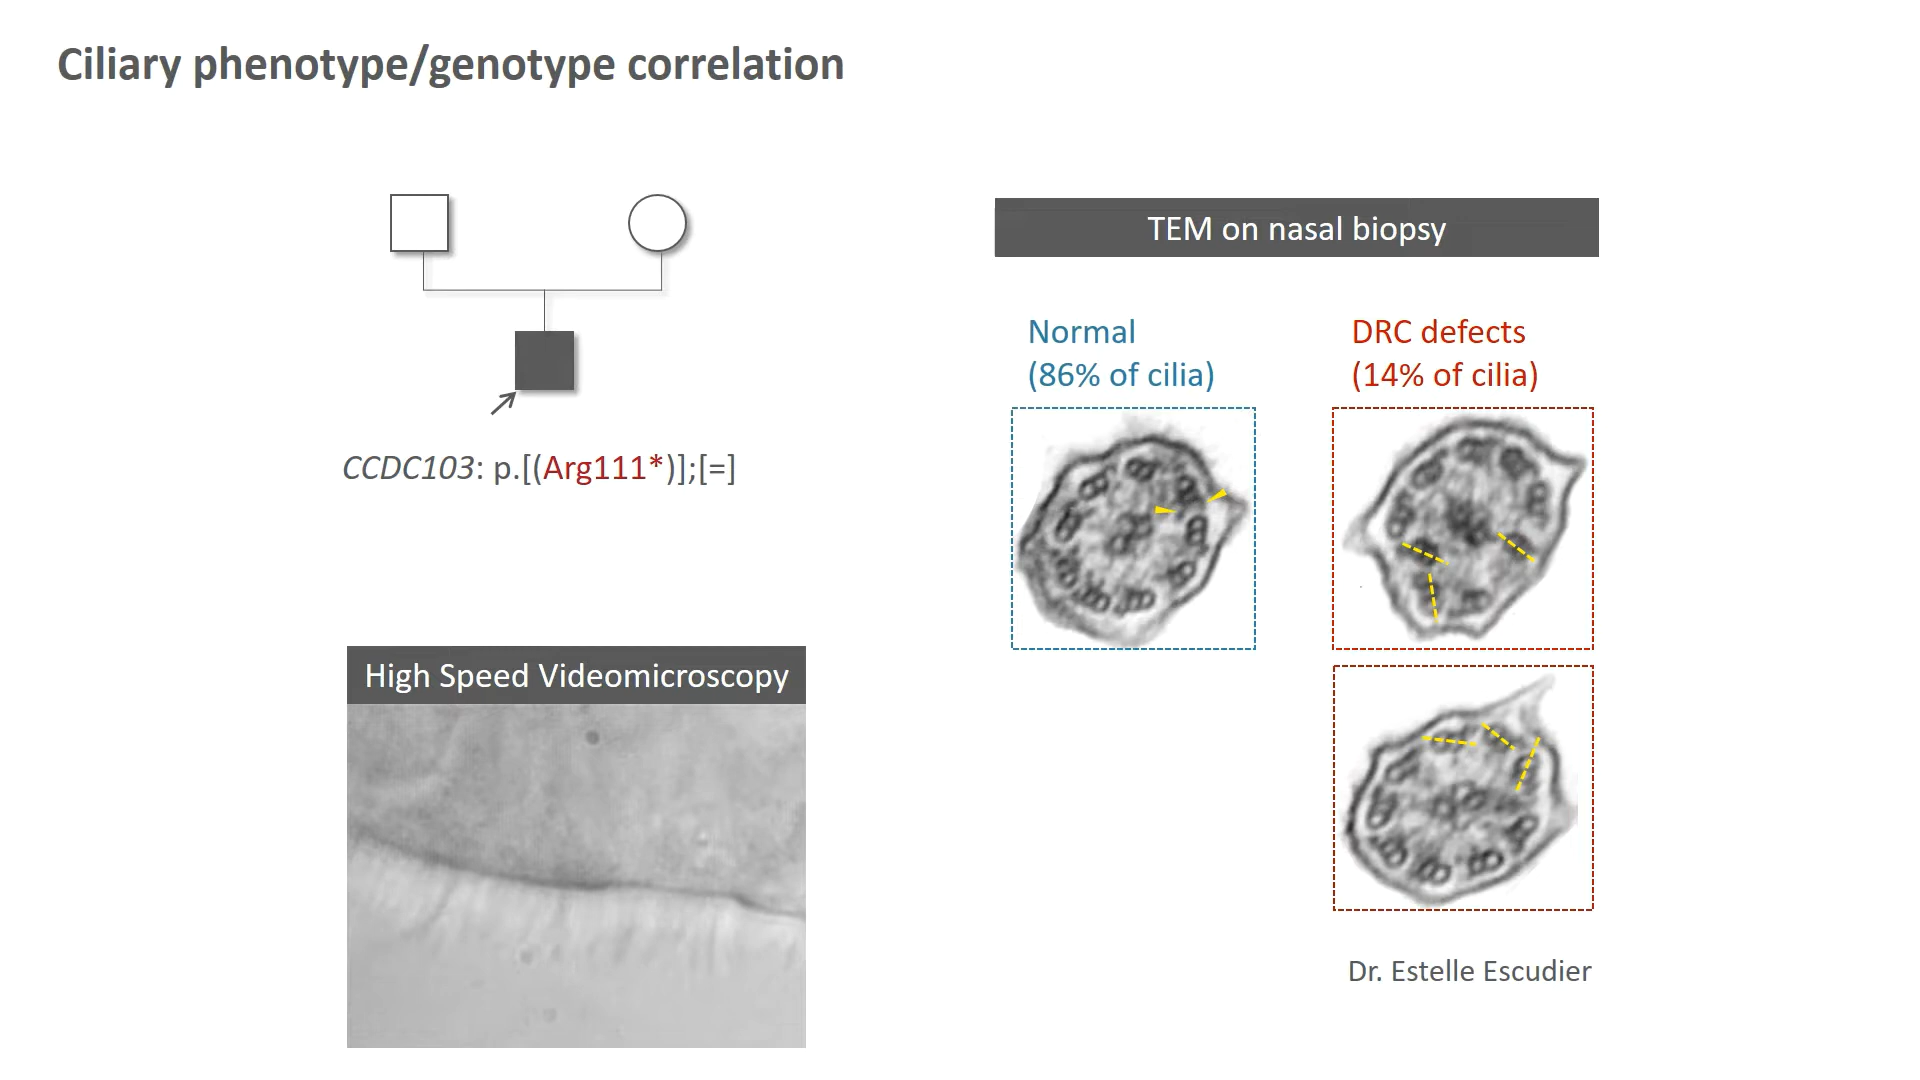 Ciliary phenotype/genotype correlation
CCDC103: p.[(Arg111*)];[=]
High Speed Videomicroscopy
TEM on nasal biopsy
Normal
(86% of cilia)
DRC defects
(14% of cilia)
Dr. Estelle Escudier